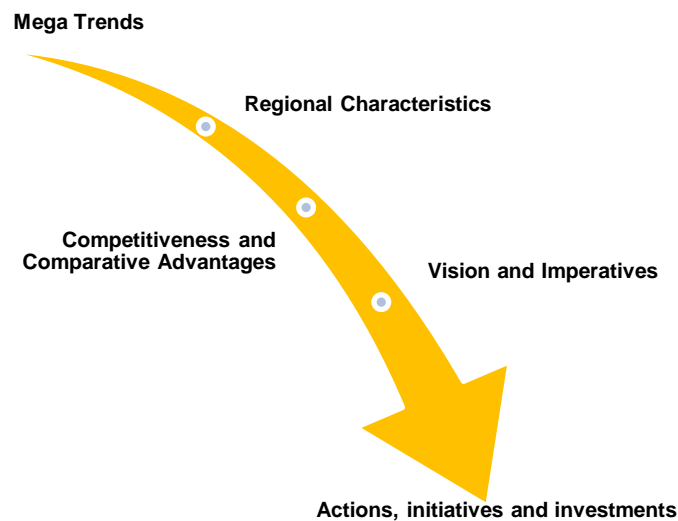 Mega Trends
Regional Characteristics
Competitiveness and
Comparative Advantages
Vision and Imperatives
Actions, initiatives and investments